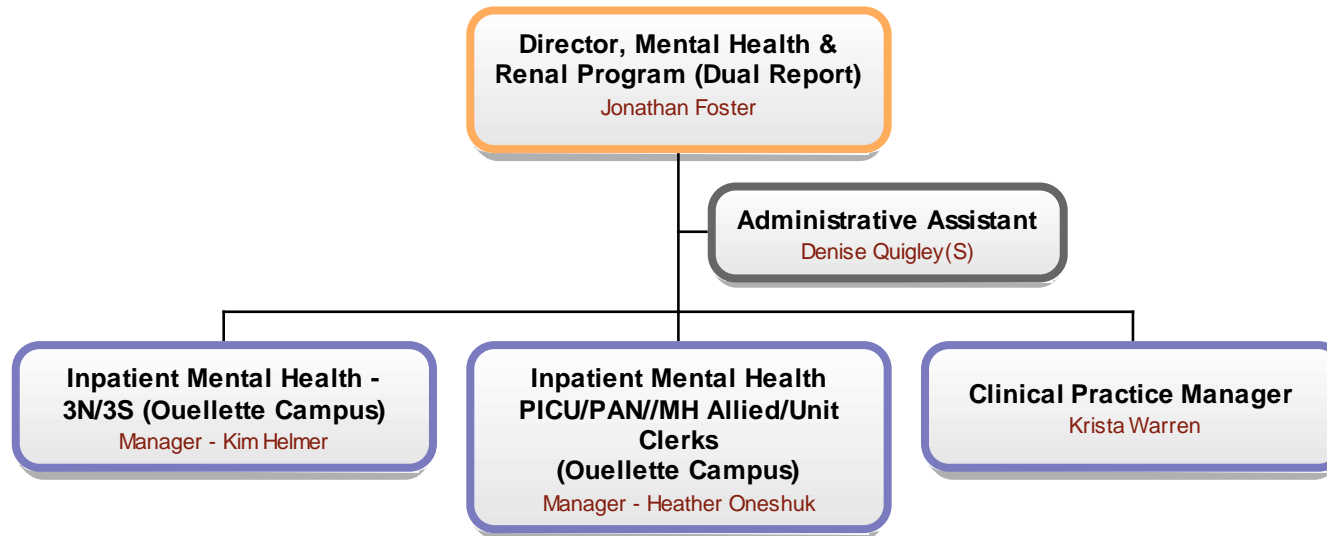 Director, Mental Health &
Renal Program (Dual Report)
Jonathan Foster
Administrative Assistant
Denise Quigley(S)
Inpatient Mental Health -
3N/3S (Ouellette Campus)
Manager - Kim Helmer
Inpatient Mental Health
PICU/PAN//MH Allied/Unit
Clerks
(Ouellette Campus)
Manager - Heather Oneshuk
Clinical Practice Manager
Krista Warren